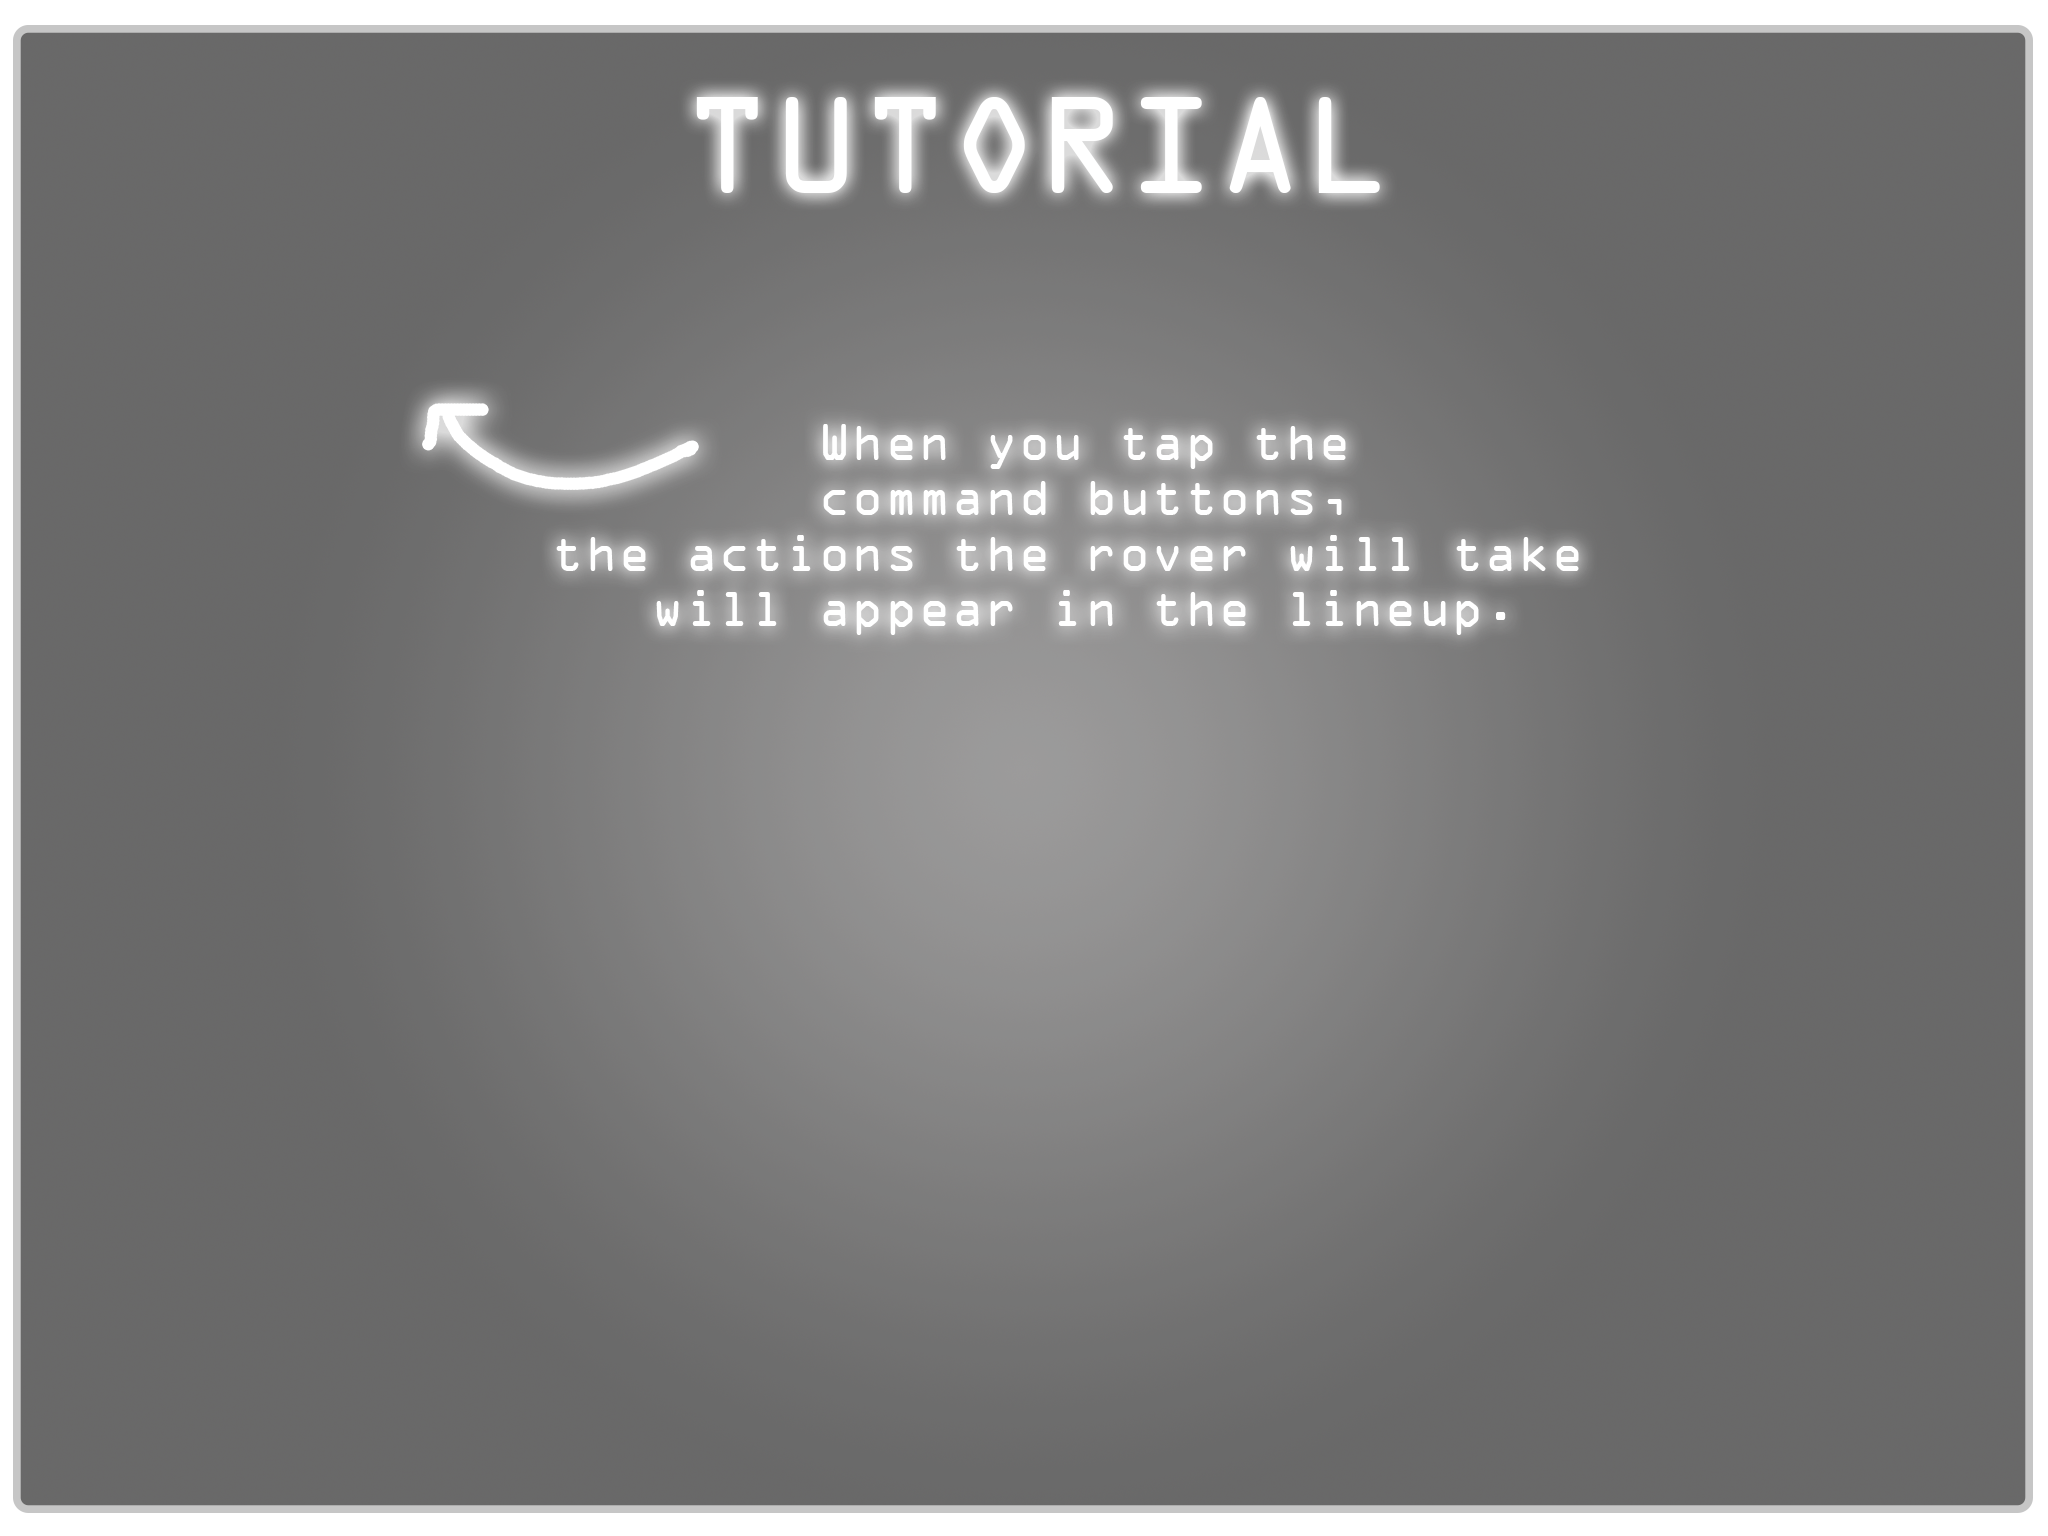 TUTORIAL
When you tap the
command buttons,
the actions the rover will take
will appear in the lineup.